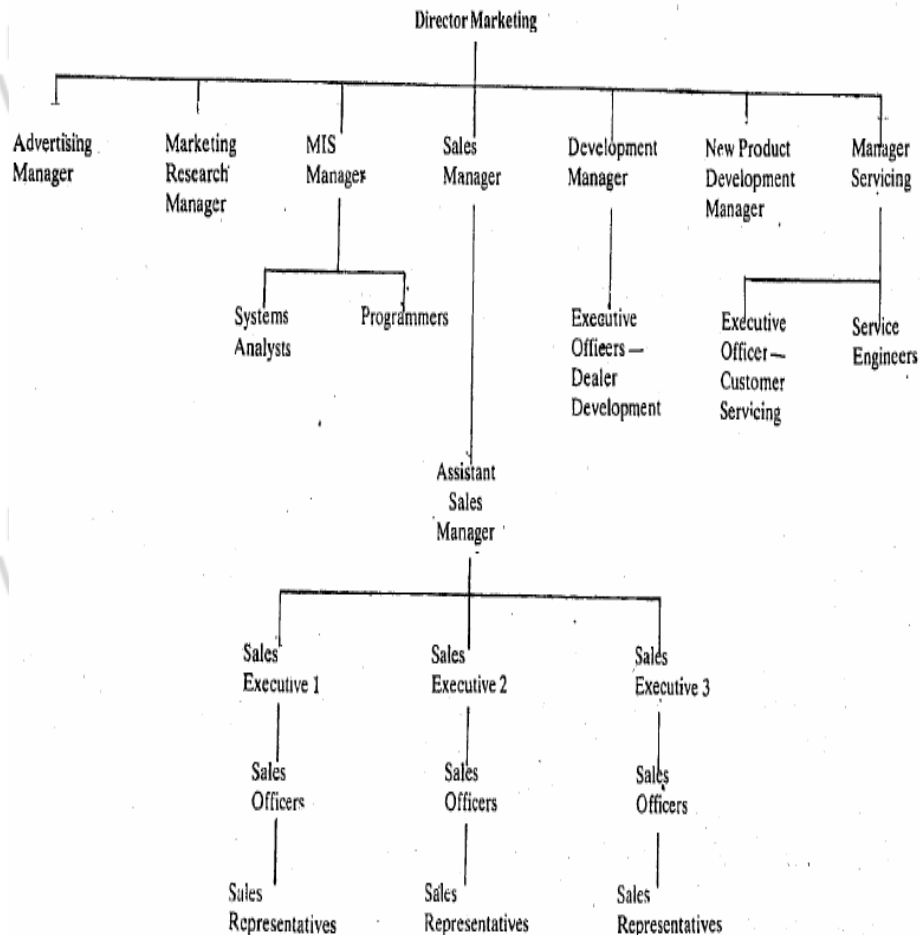 Director Marketing
Advertising
Manager
Marketing
Research
Manager
MIS
Manager
Sales
Manager
Development
Manager
New Product
Development
Manager
Manager
Servicing
Systems
Analysts
Programmers
Executive
Officers—
Dealer
Development
Executive
Officer—
Customer
Servicing
Service
Engineers
Assistant
Sales
Manager
Sales
Executive 1
Sales
Executive 2
Sales
Executive 3
Sales
Officers
Sales
Officers
Sales
Officers
Sales
Representatives
Sales
Representatives
Sales
Representatives